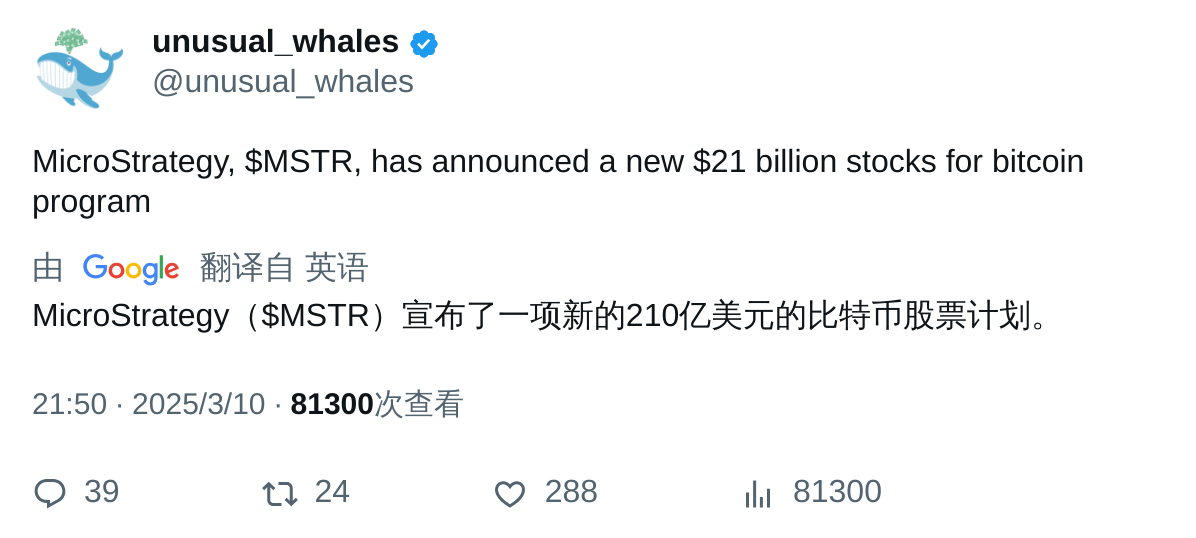 unusual_whales
@unusual_whales
MicroStrategy, $MSTR, has announced a new $21 billion stocks for bitcoin
program
由 Google 翻译自 英语
MicroStrategy（$MSTR）宣布了一项新的210亿美元的比特币股票计划。
21:50 · 2025/3/10 · 81300次查看
39 24 288 81300